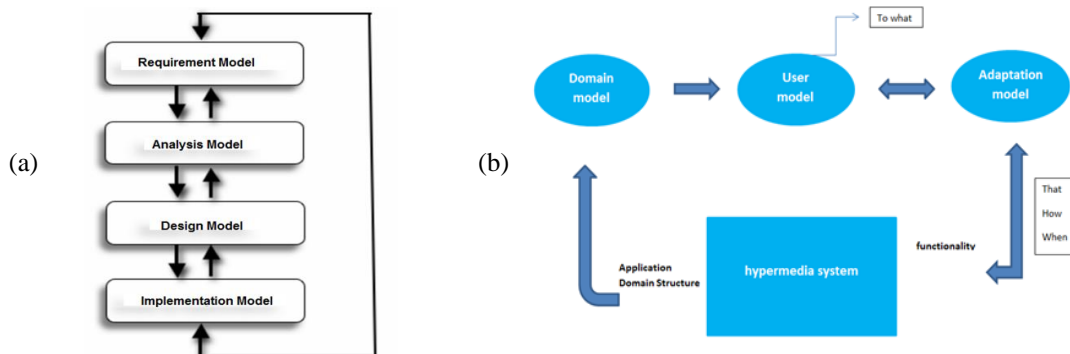 (a)
Requirement Model
Analysis Model
Design Model
Implementation Model
(b)
To what
Domain
model
User
model
Adaptation
model
That
How
When
functionality
hypermedia system
Application
Domain Structure